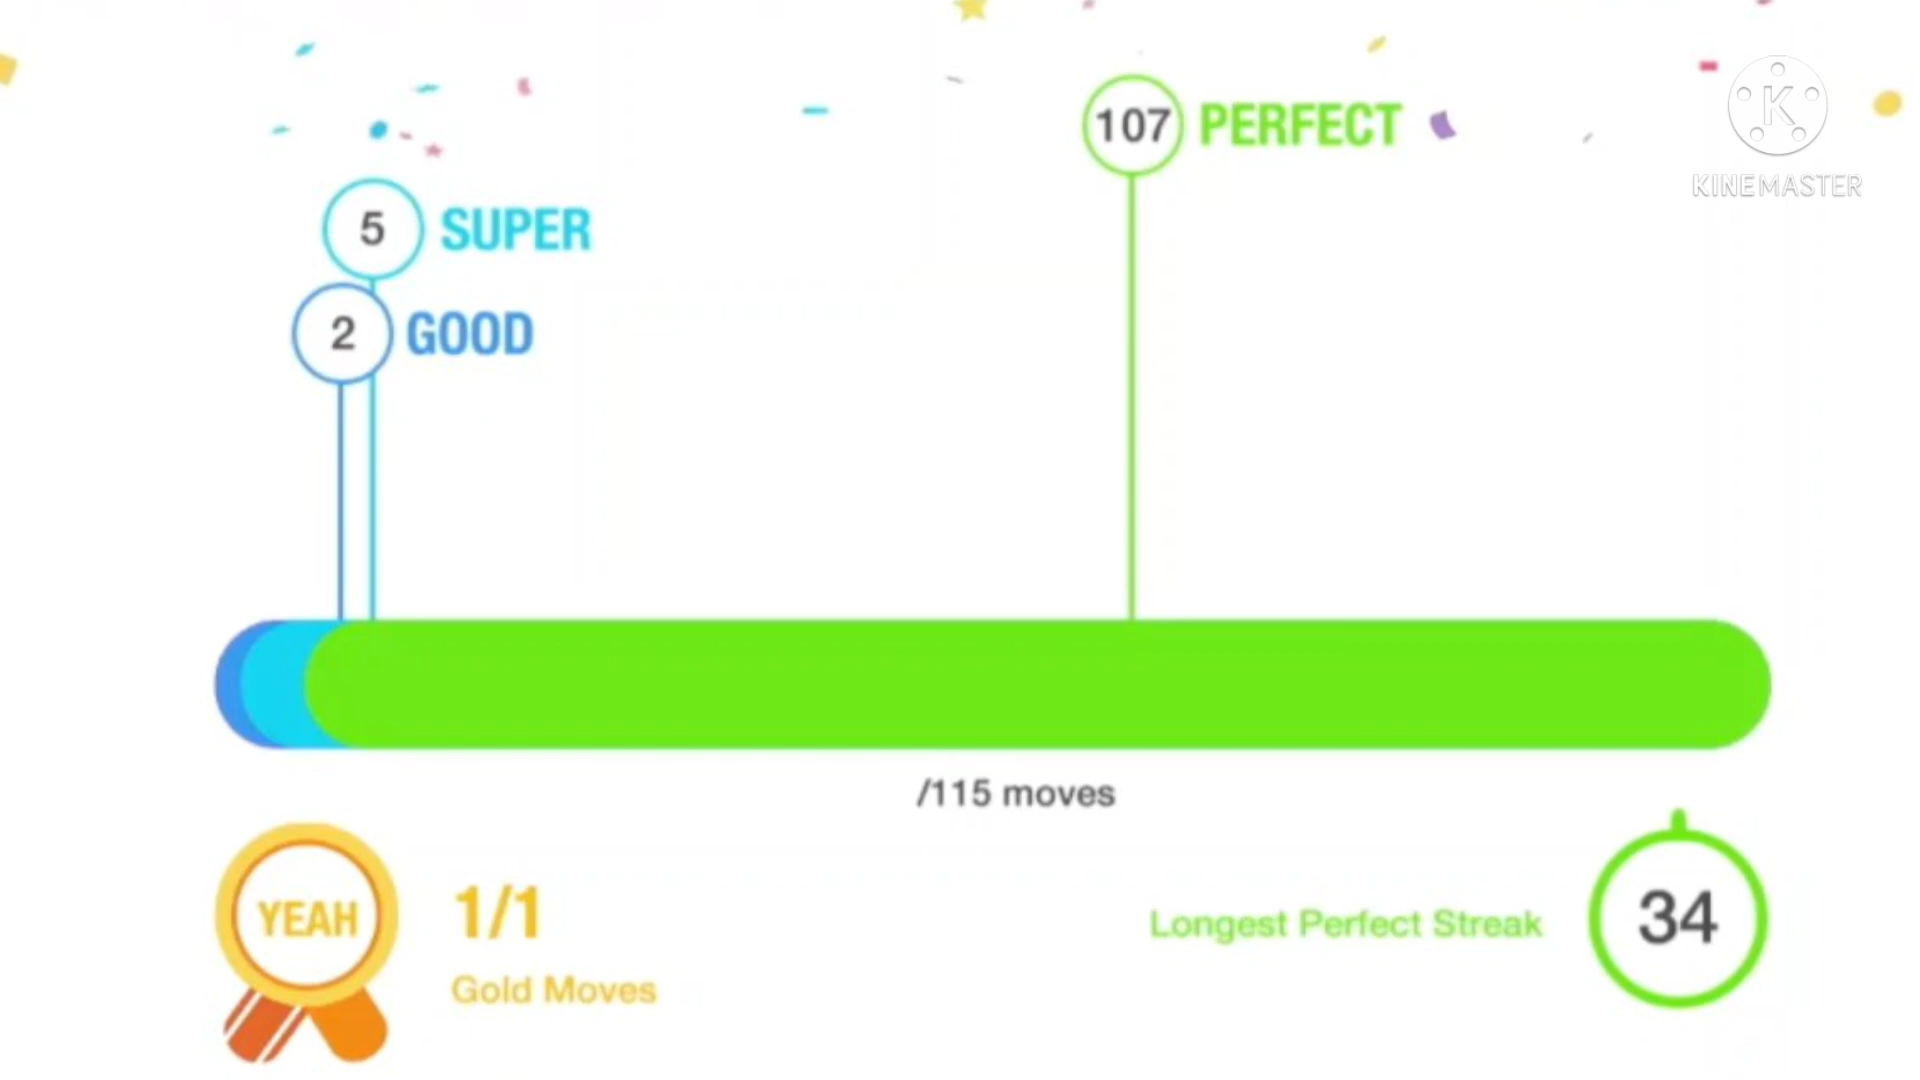 107 PERFECT
K
KINEMASTER
5 SUPER
2 GOOD
/115 moves
YEAH
1/1
Gold Moves
Longest Perfect Streak
34